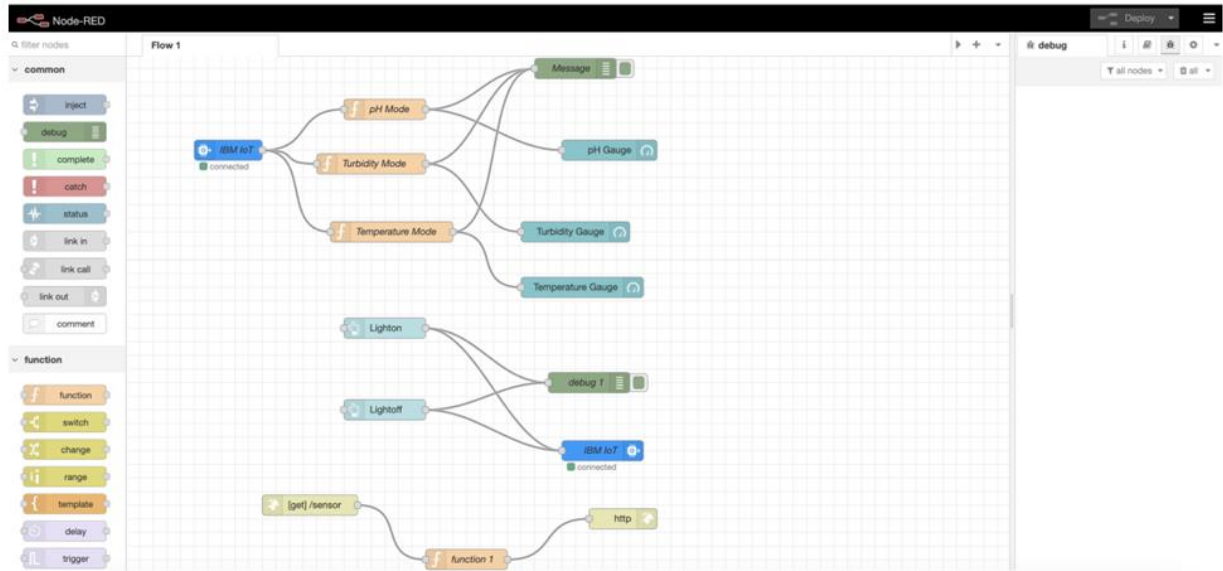 Node-RED
Deploy
filter nodes
Flow 1
debug
i
all nodes
all
common
inject
debug
complete
catch
status
link in
link call
link out
comment
function
function
switch
change
range
template
delay
trigger
Message
pH Mode
IBM IoT
connected
pH Gauge
Turbidity Mode
Temperature Mode
Turbidity Gauge
Temperature Gauge
Lighton
debug 1
Lightoff
IBM IoT
connected
[get] /sensor
http
function 1